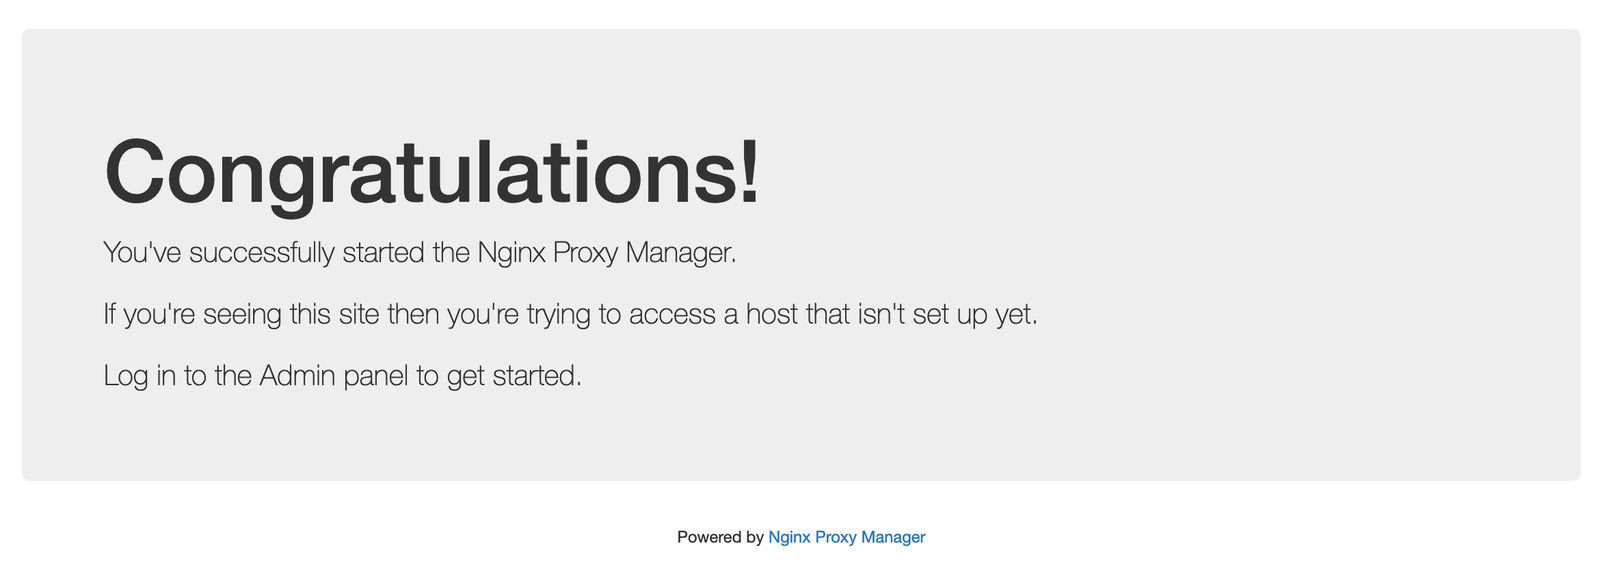 Congratulations!
You've successfully started the Nginx Proxy Manager.
If you're seeing this site then you're trying to access a host that isn't set up yet.
Log in to the Admin panel to get started.
Powered by Nginx Proxy Manager